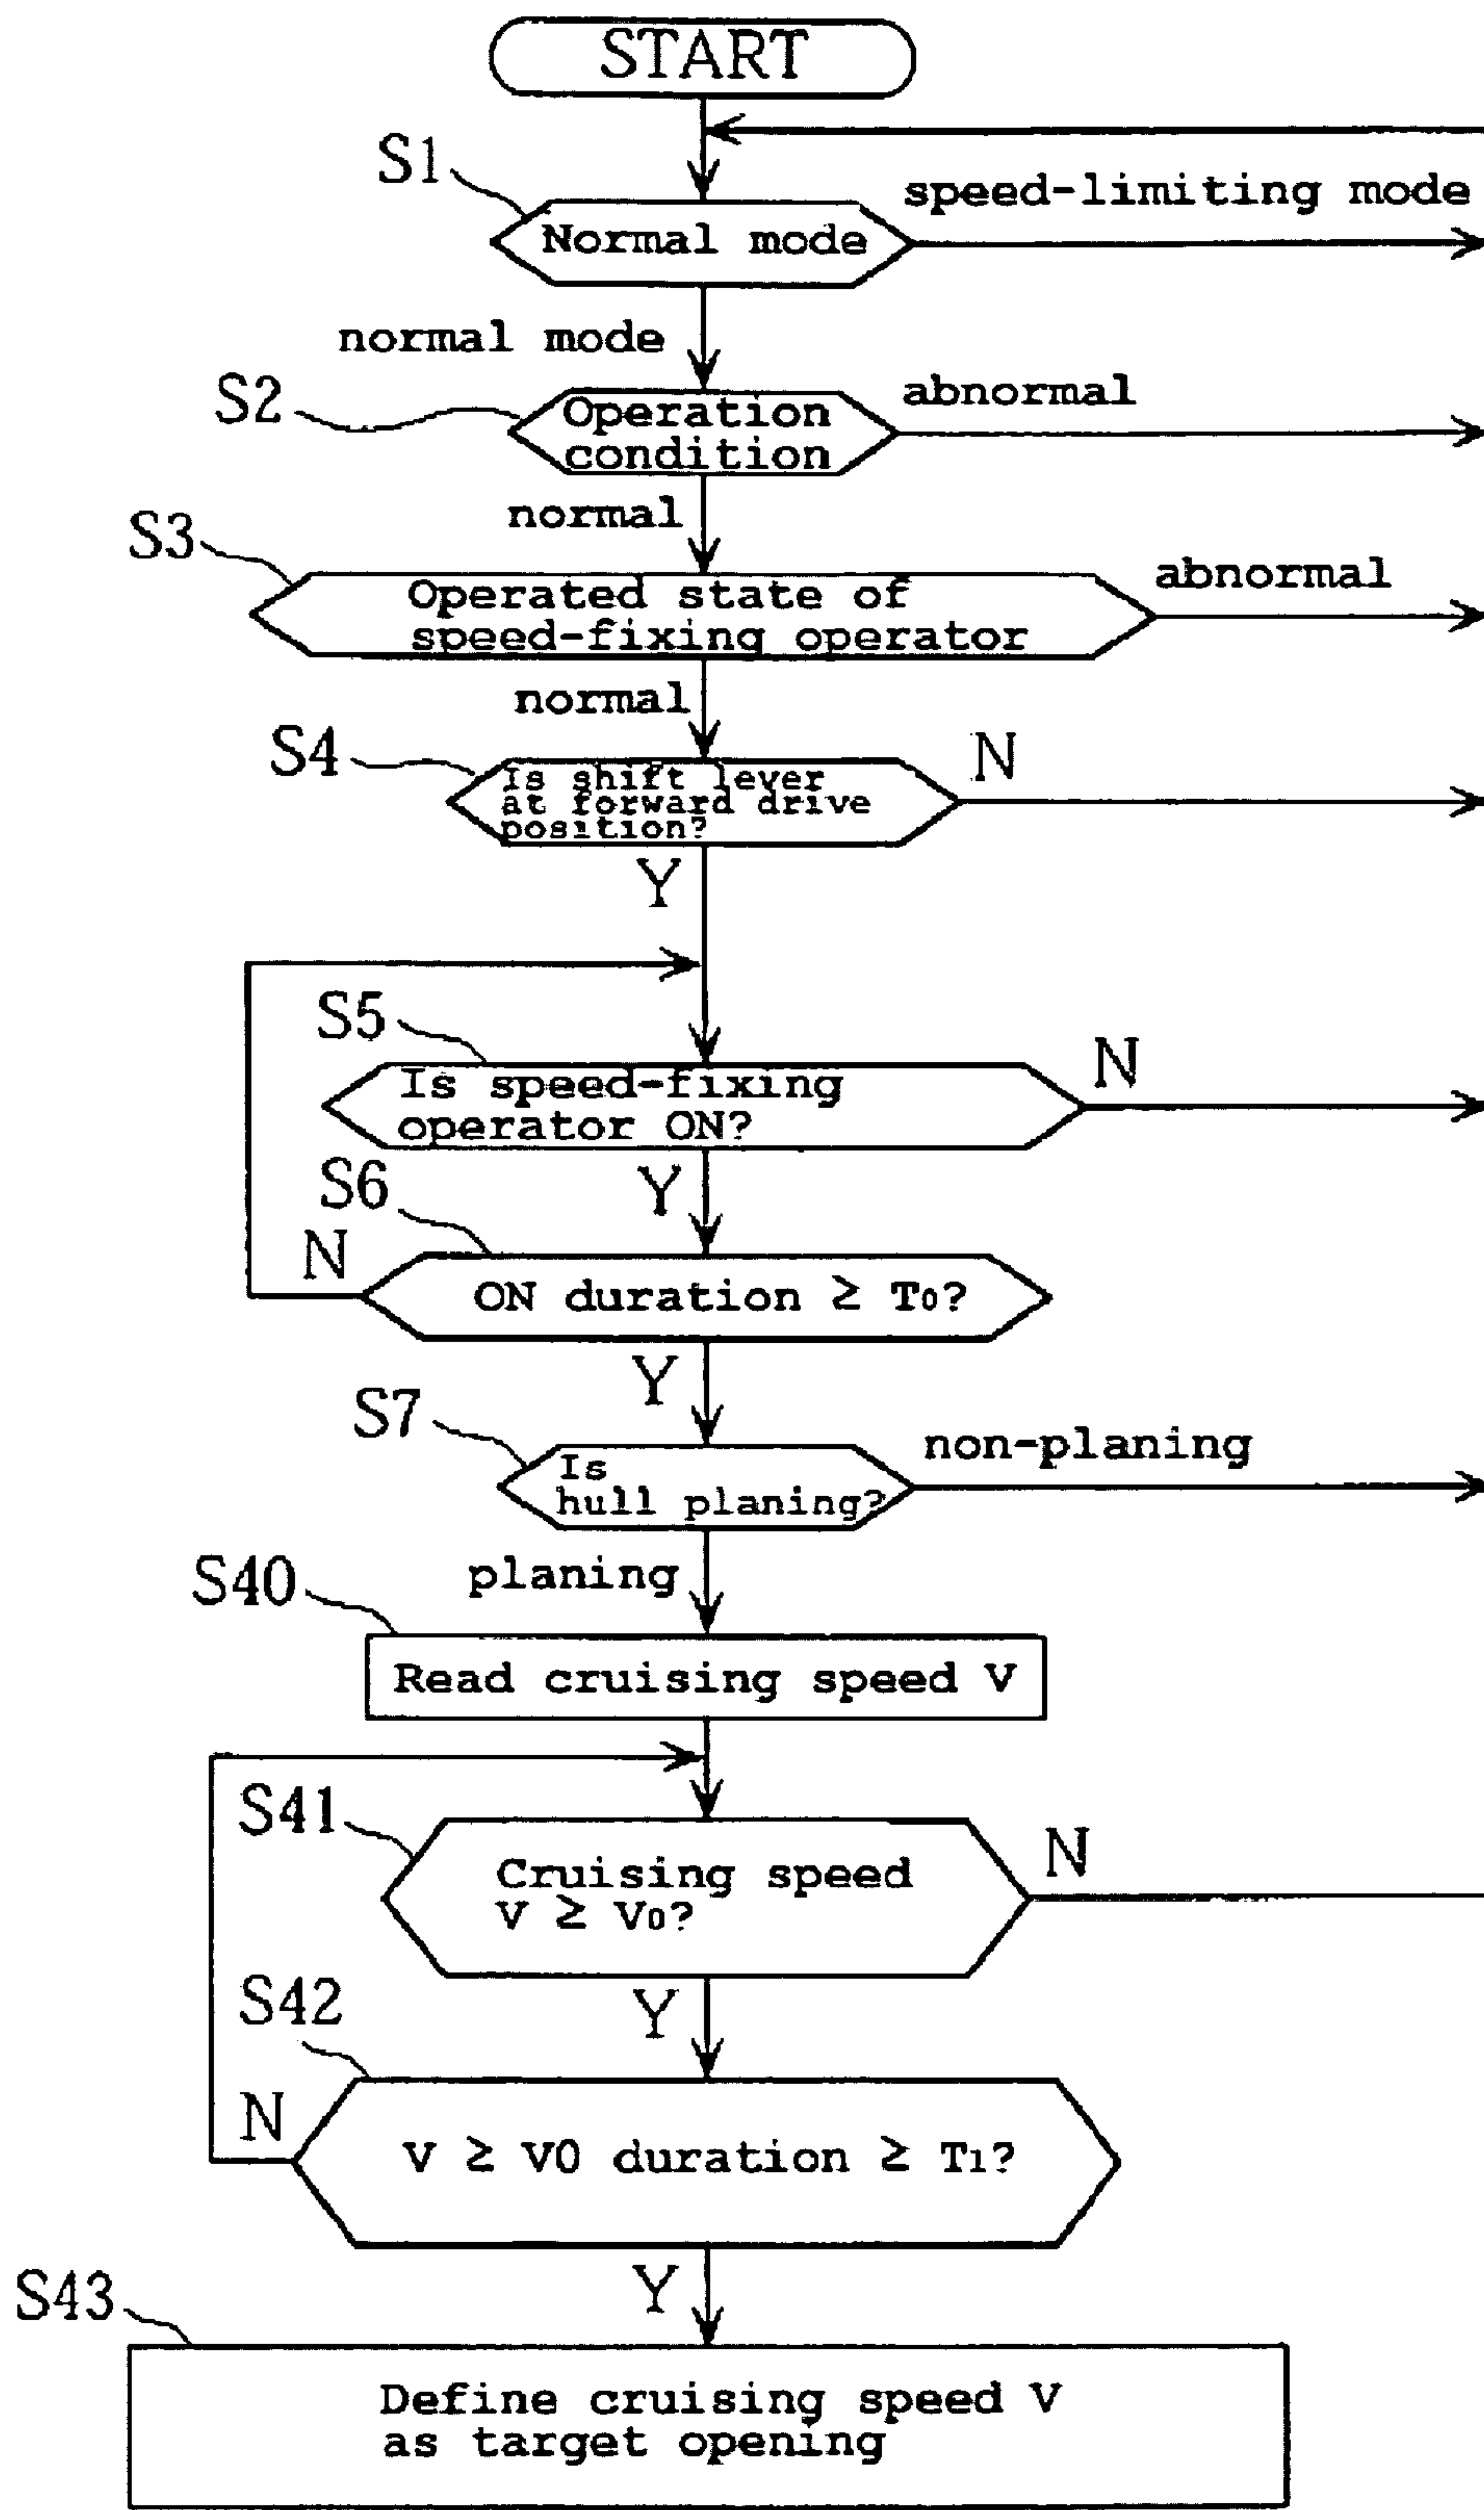 START
S1
speed-limiting mode
Normal mode
normal mode
S2
abnormal
Operation
condition
normal
S3
abnormal
Operated state of
speed-fixing operator
normal
S4
N
Is shift lever
at forward drive
position?
Y
S5
N
Is speed-fixing
operator ON?
S6
Y
N
ON duration ≥ T₀?
Y
S7
non-planing
Is
hull planing?
S40
planing
Read cruising speed V
S41
N
Cruising speed
V ≥ V₀?
S42
Y
N
V ≥ V0 duration ≥ T₁?
S43
Y
Define cruising speed V
as target opening